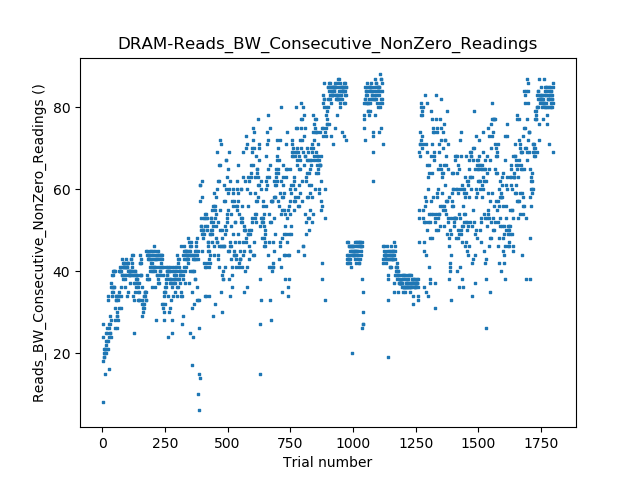 DRAM-Reads_BW_Consecutive_NonZero_Readings
Reads_BW_Consecutive_NonZero_Readings ()
80
60
40
20
0 250 500 750 1000 1250 1500 1750
Trial number